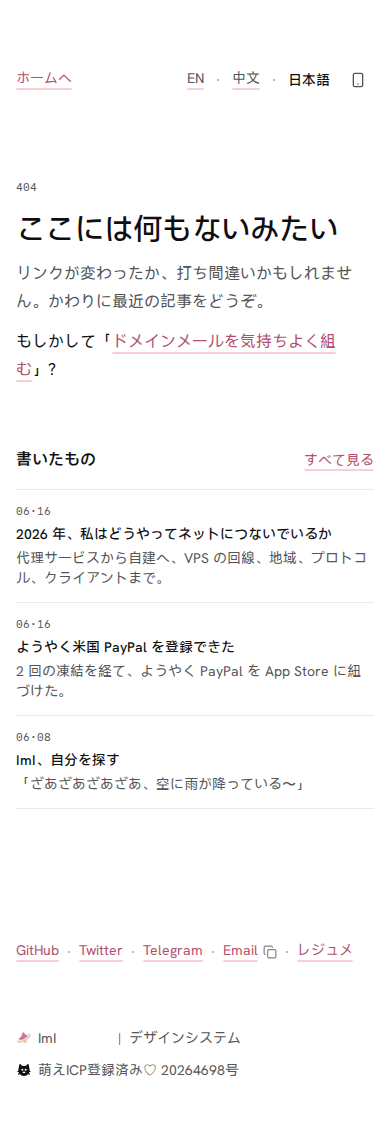 ホームへ EN · 中文 · 日本語
404
ここには何もないみたい
リンクが変わったか、打ち間違いかもしれませ
ん。かわりに最近の記事をどうぞ。
もしかして「ドメインメールを気持ちよく組
む」？
書いたもの すべて見る
06·16
2026 年、私はどうやってネットにつないでいるか
代理サービスから自建へ、VPS の回線、地域、プロトコ
ル、クライアントまで。
06·16
ようやく米国 PayPal を登録できた
2 回の凍結を経て、ようやく PayPal を App Store に紐
づけた。
06·08
lml、自分を探す
「ざあざあざあざあ、空に雨が降っている〜」
GitHub · Twitter · Telegram · Email · レジュメ
lml | デザインシステム
萌えICP登録済み♡ 20264698号